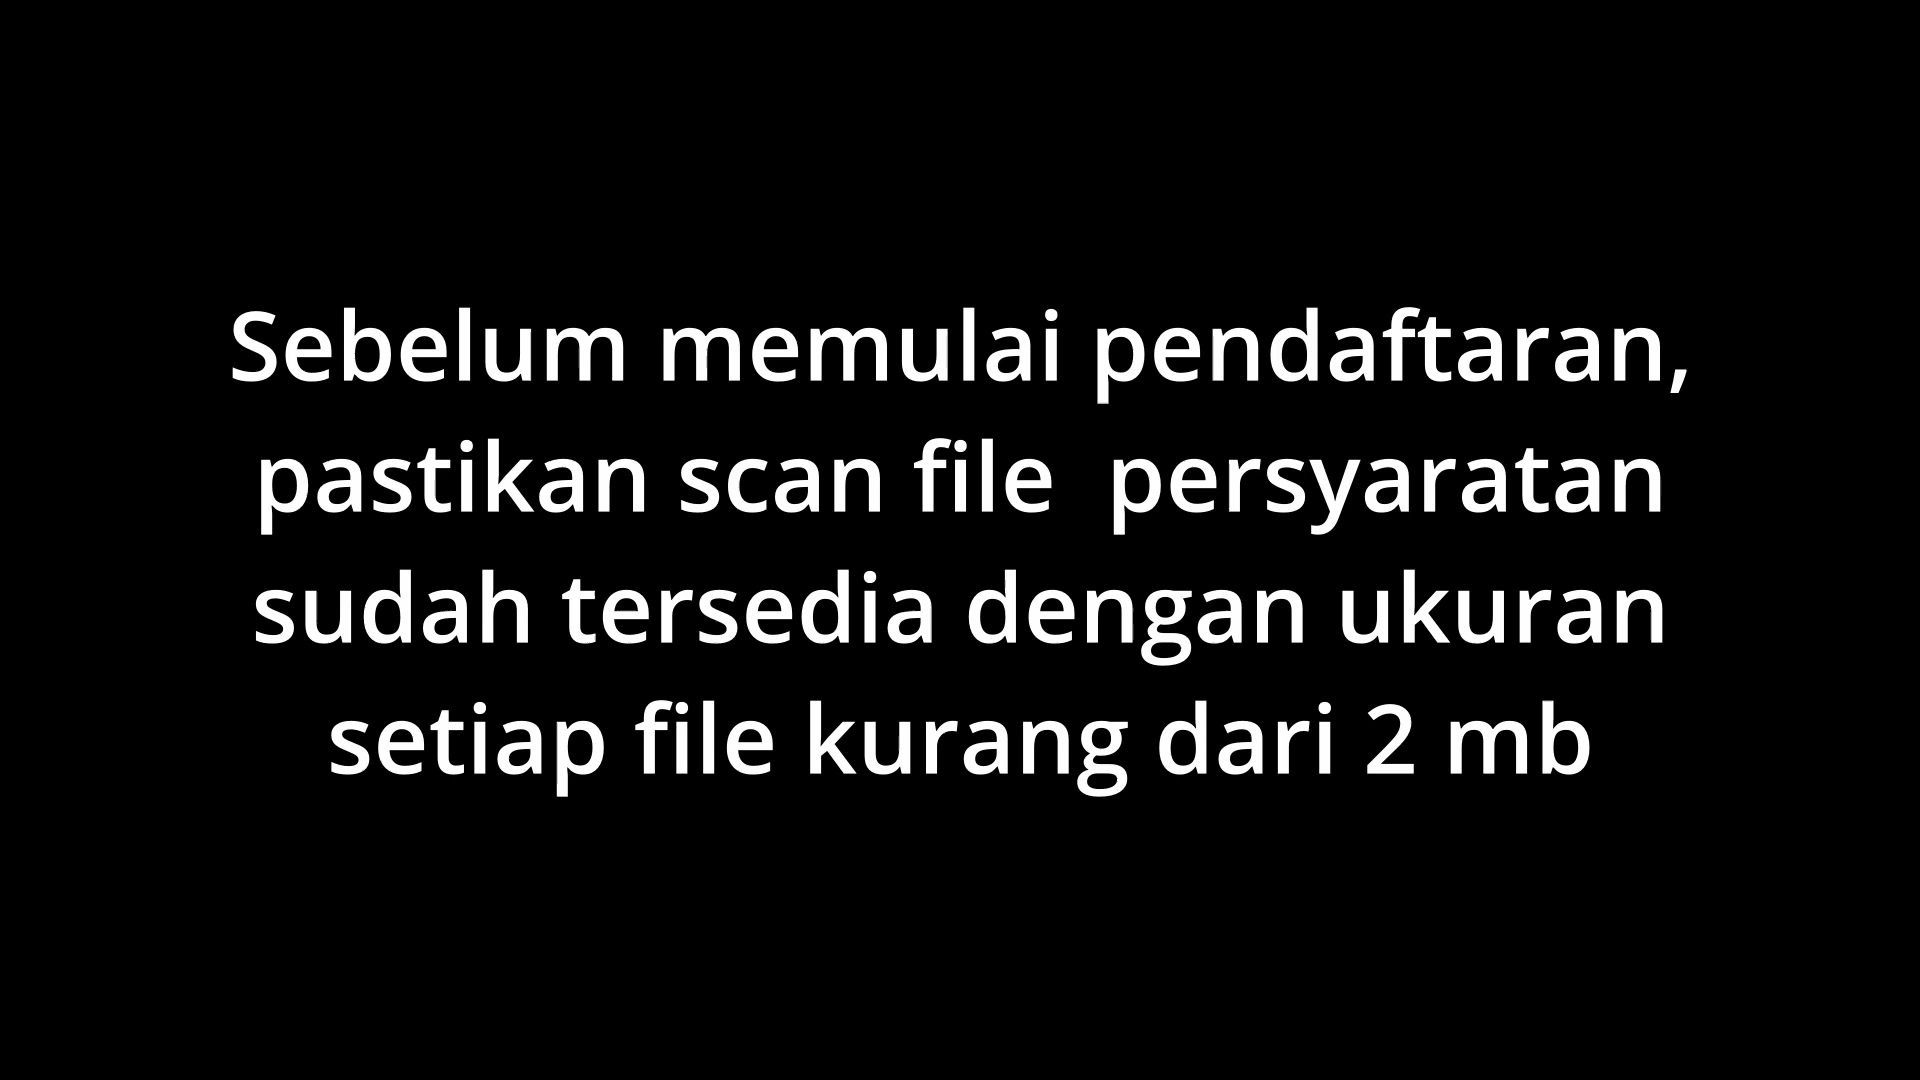 Sebelum memulai pendaftaran,
pastikan scan file  persyaratan
sudah tersedia dengan ukuran
setiap file kurang dari 2 mb